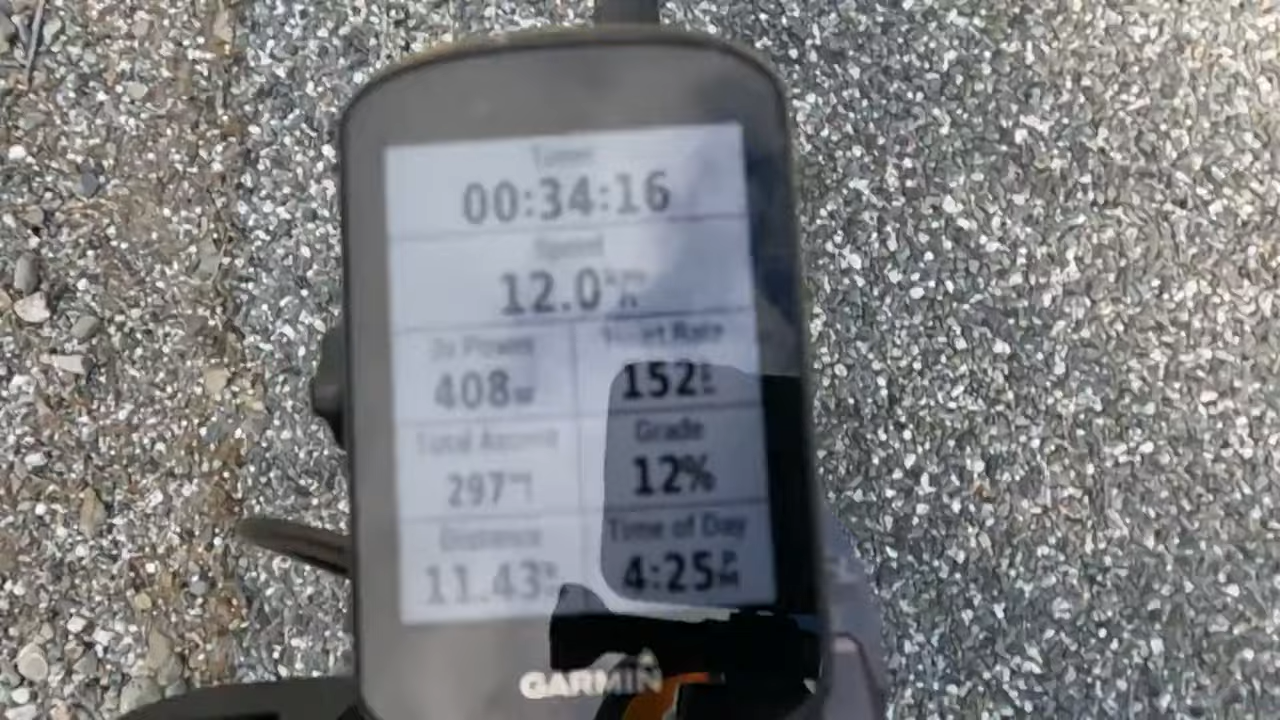 Timer
00:34:16
Speed
12.0
3s Power
Heart Rate
408w
152
Total Ascent
Grade
297
12%
Distance
Time of Day
11.43
4:25 PM
GARMIN